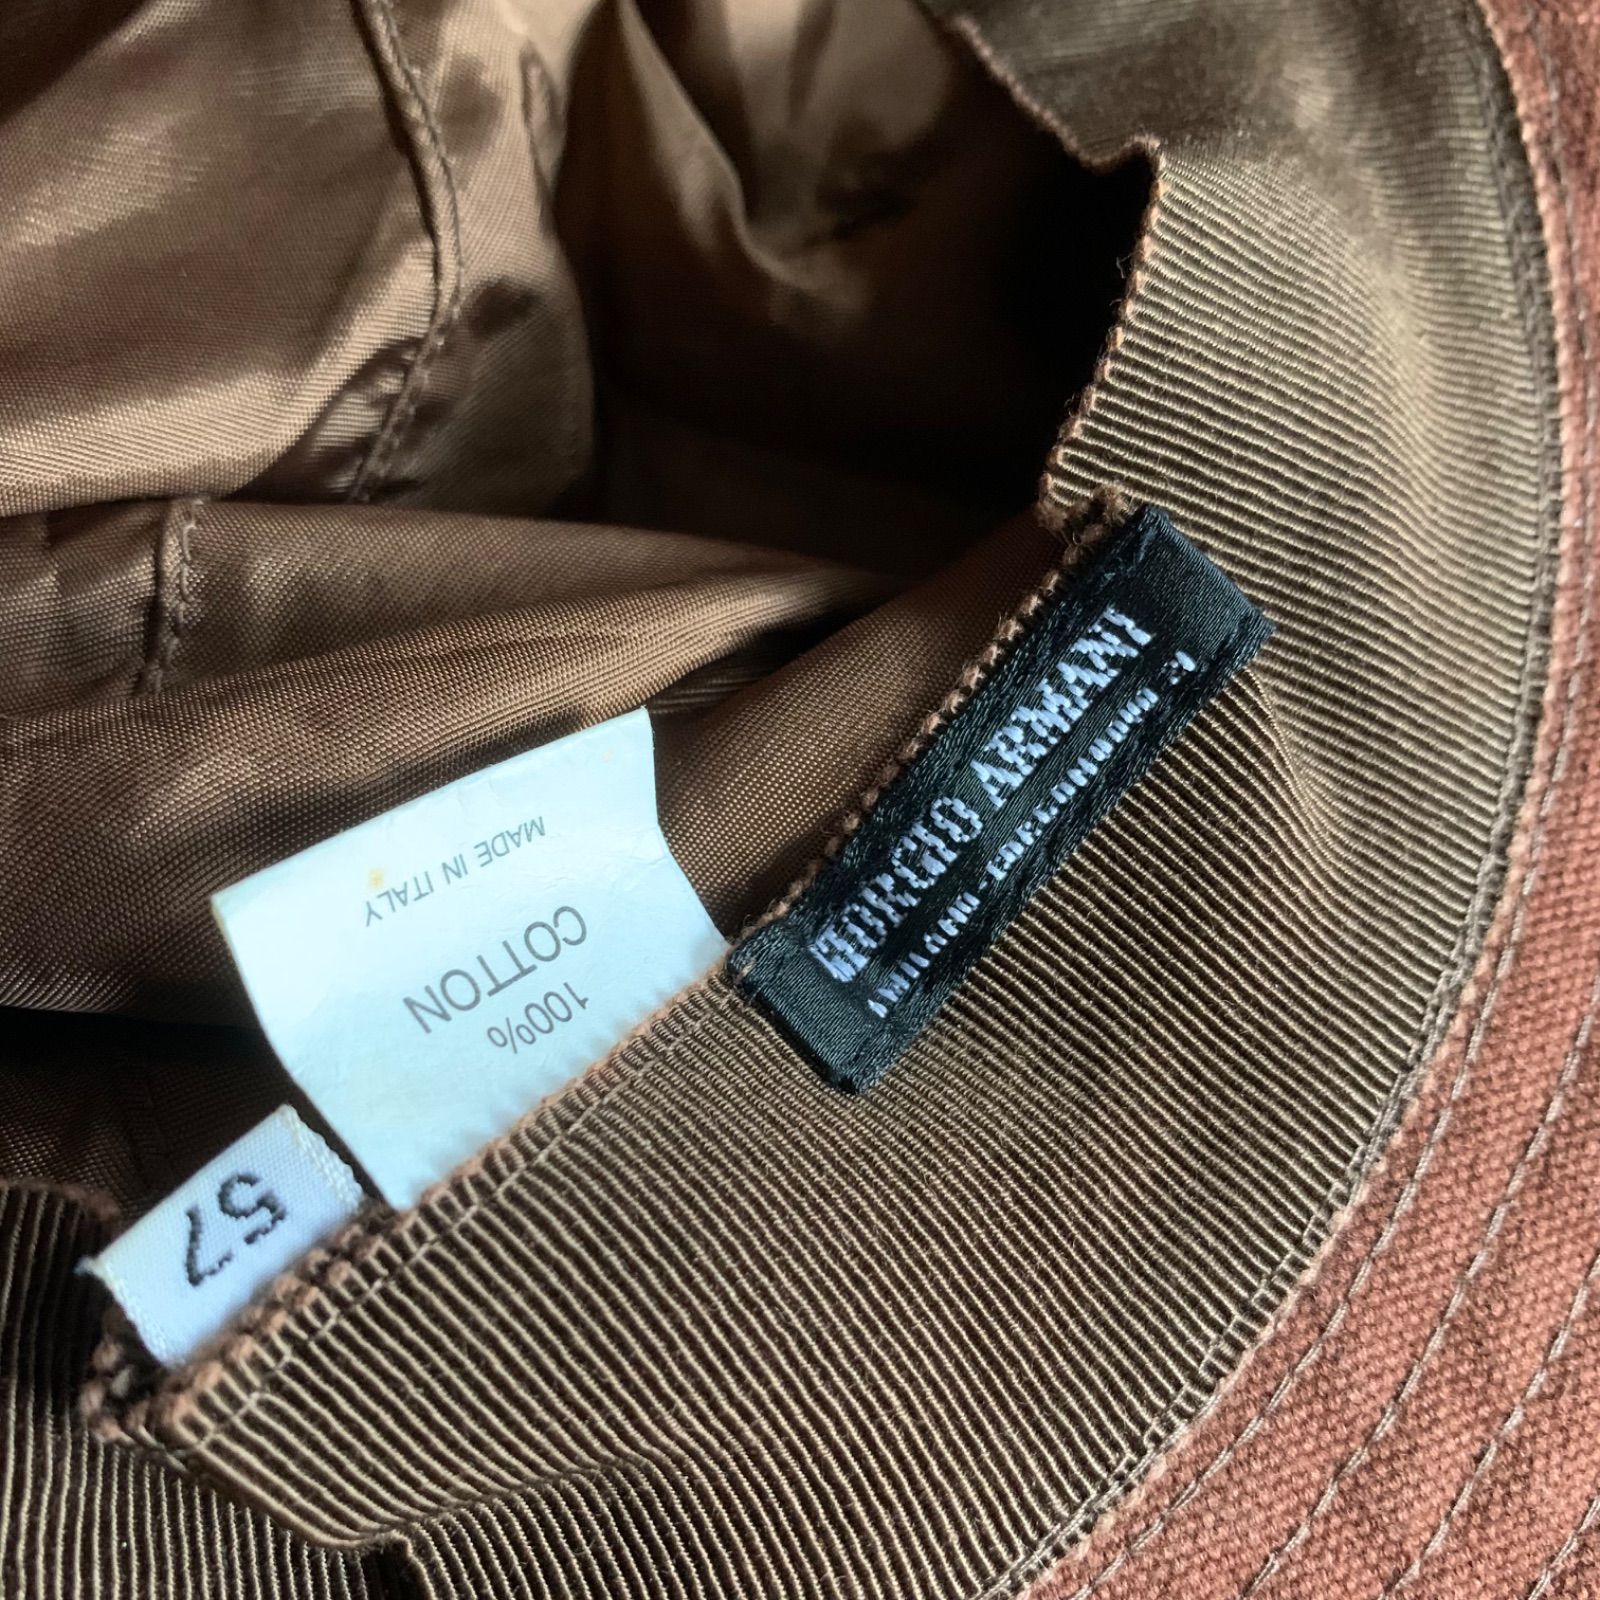 GIORGIO ARMANI
100%
COTTON
MADE IN ITALY
57